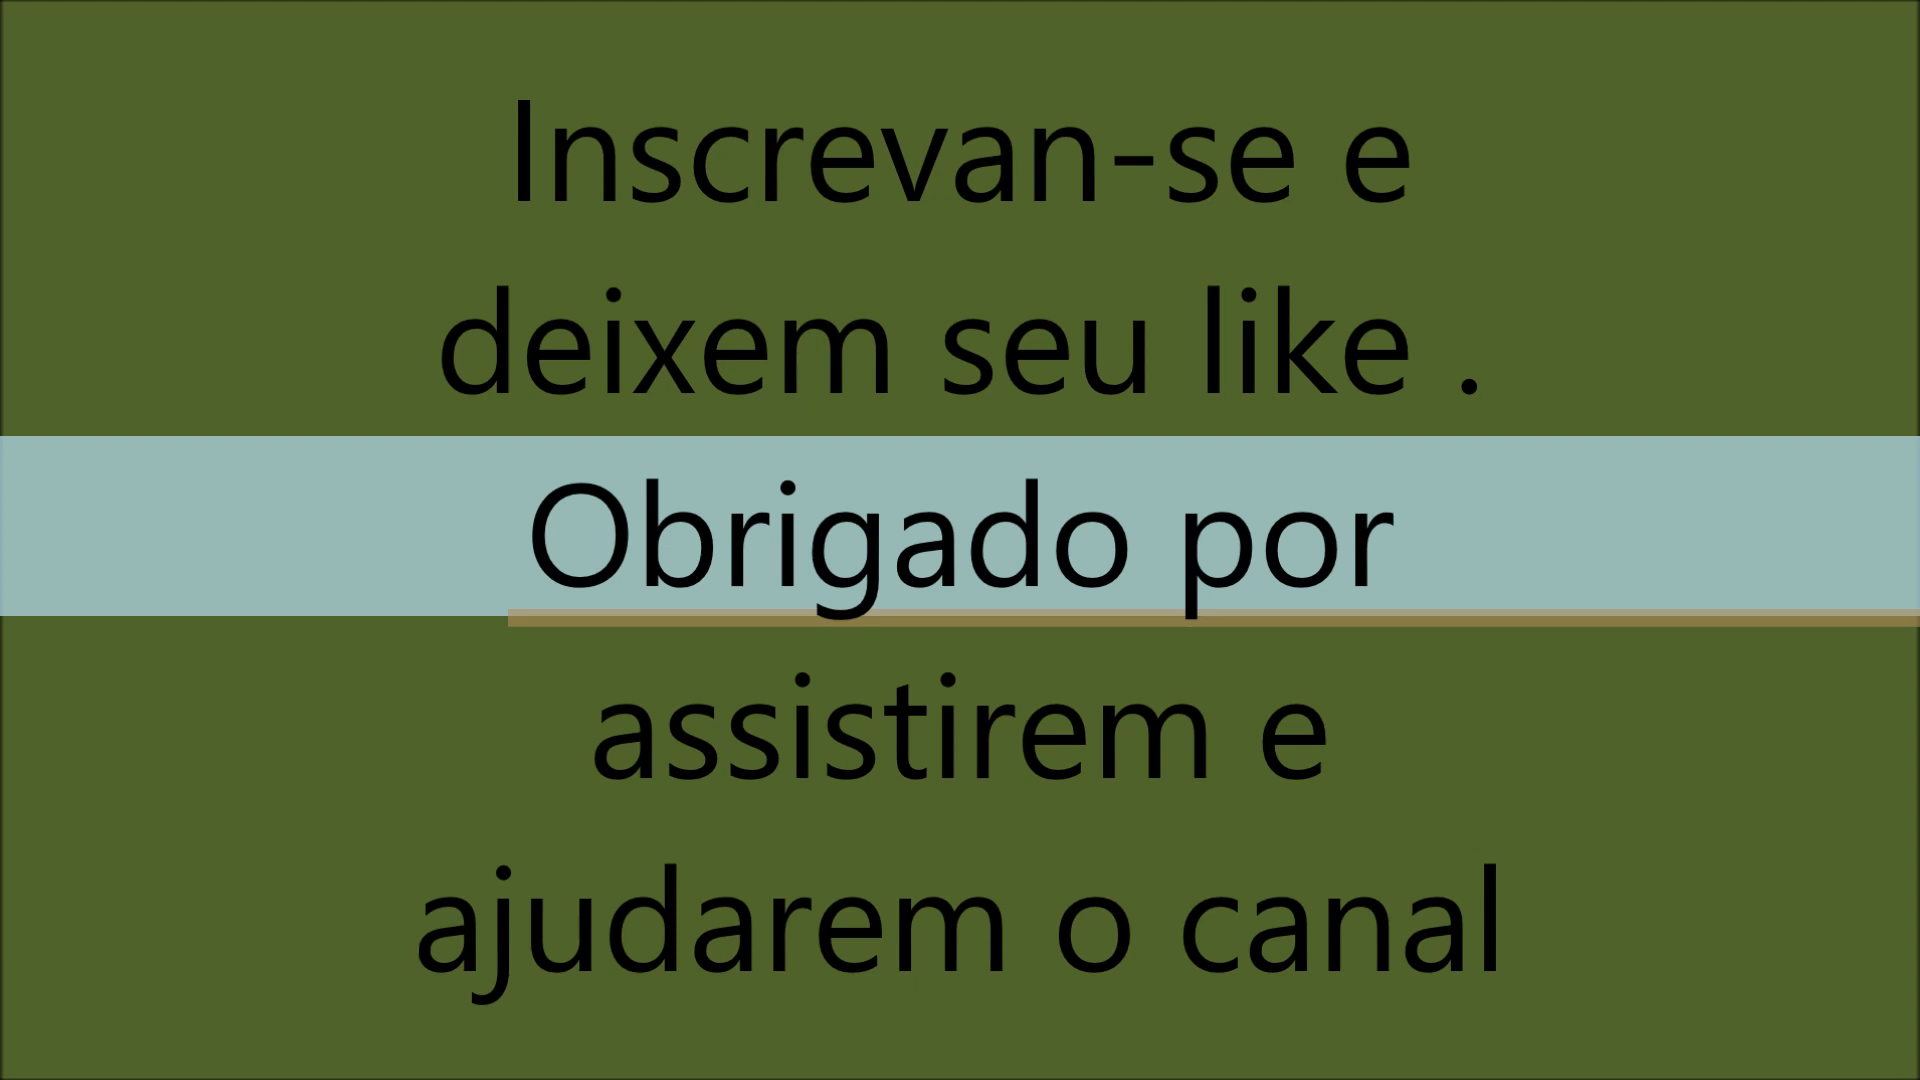 Inscrevan-se e
deixem seu like .
Obrigado por
assistirem e
ajudarem o canal